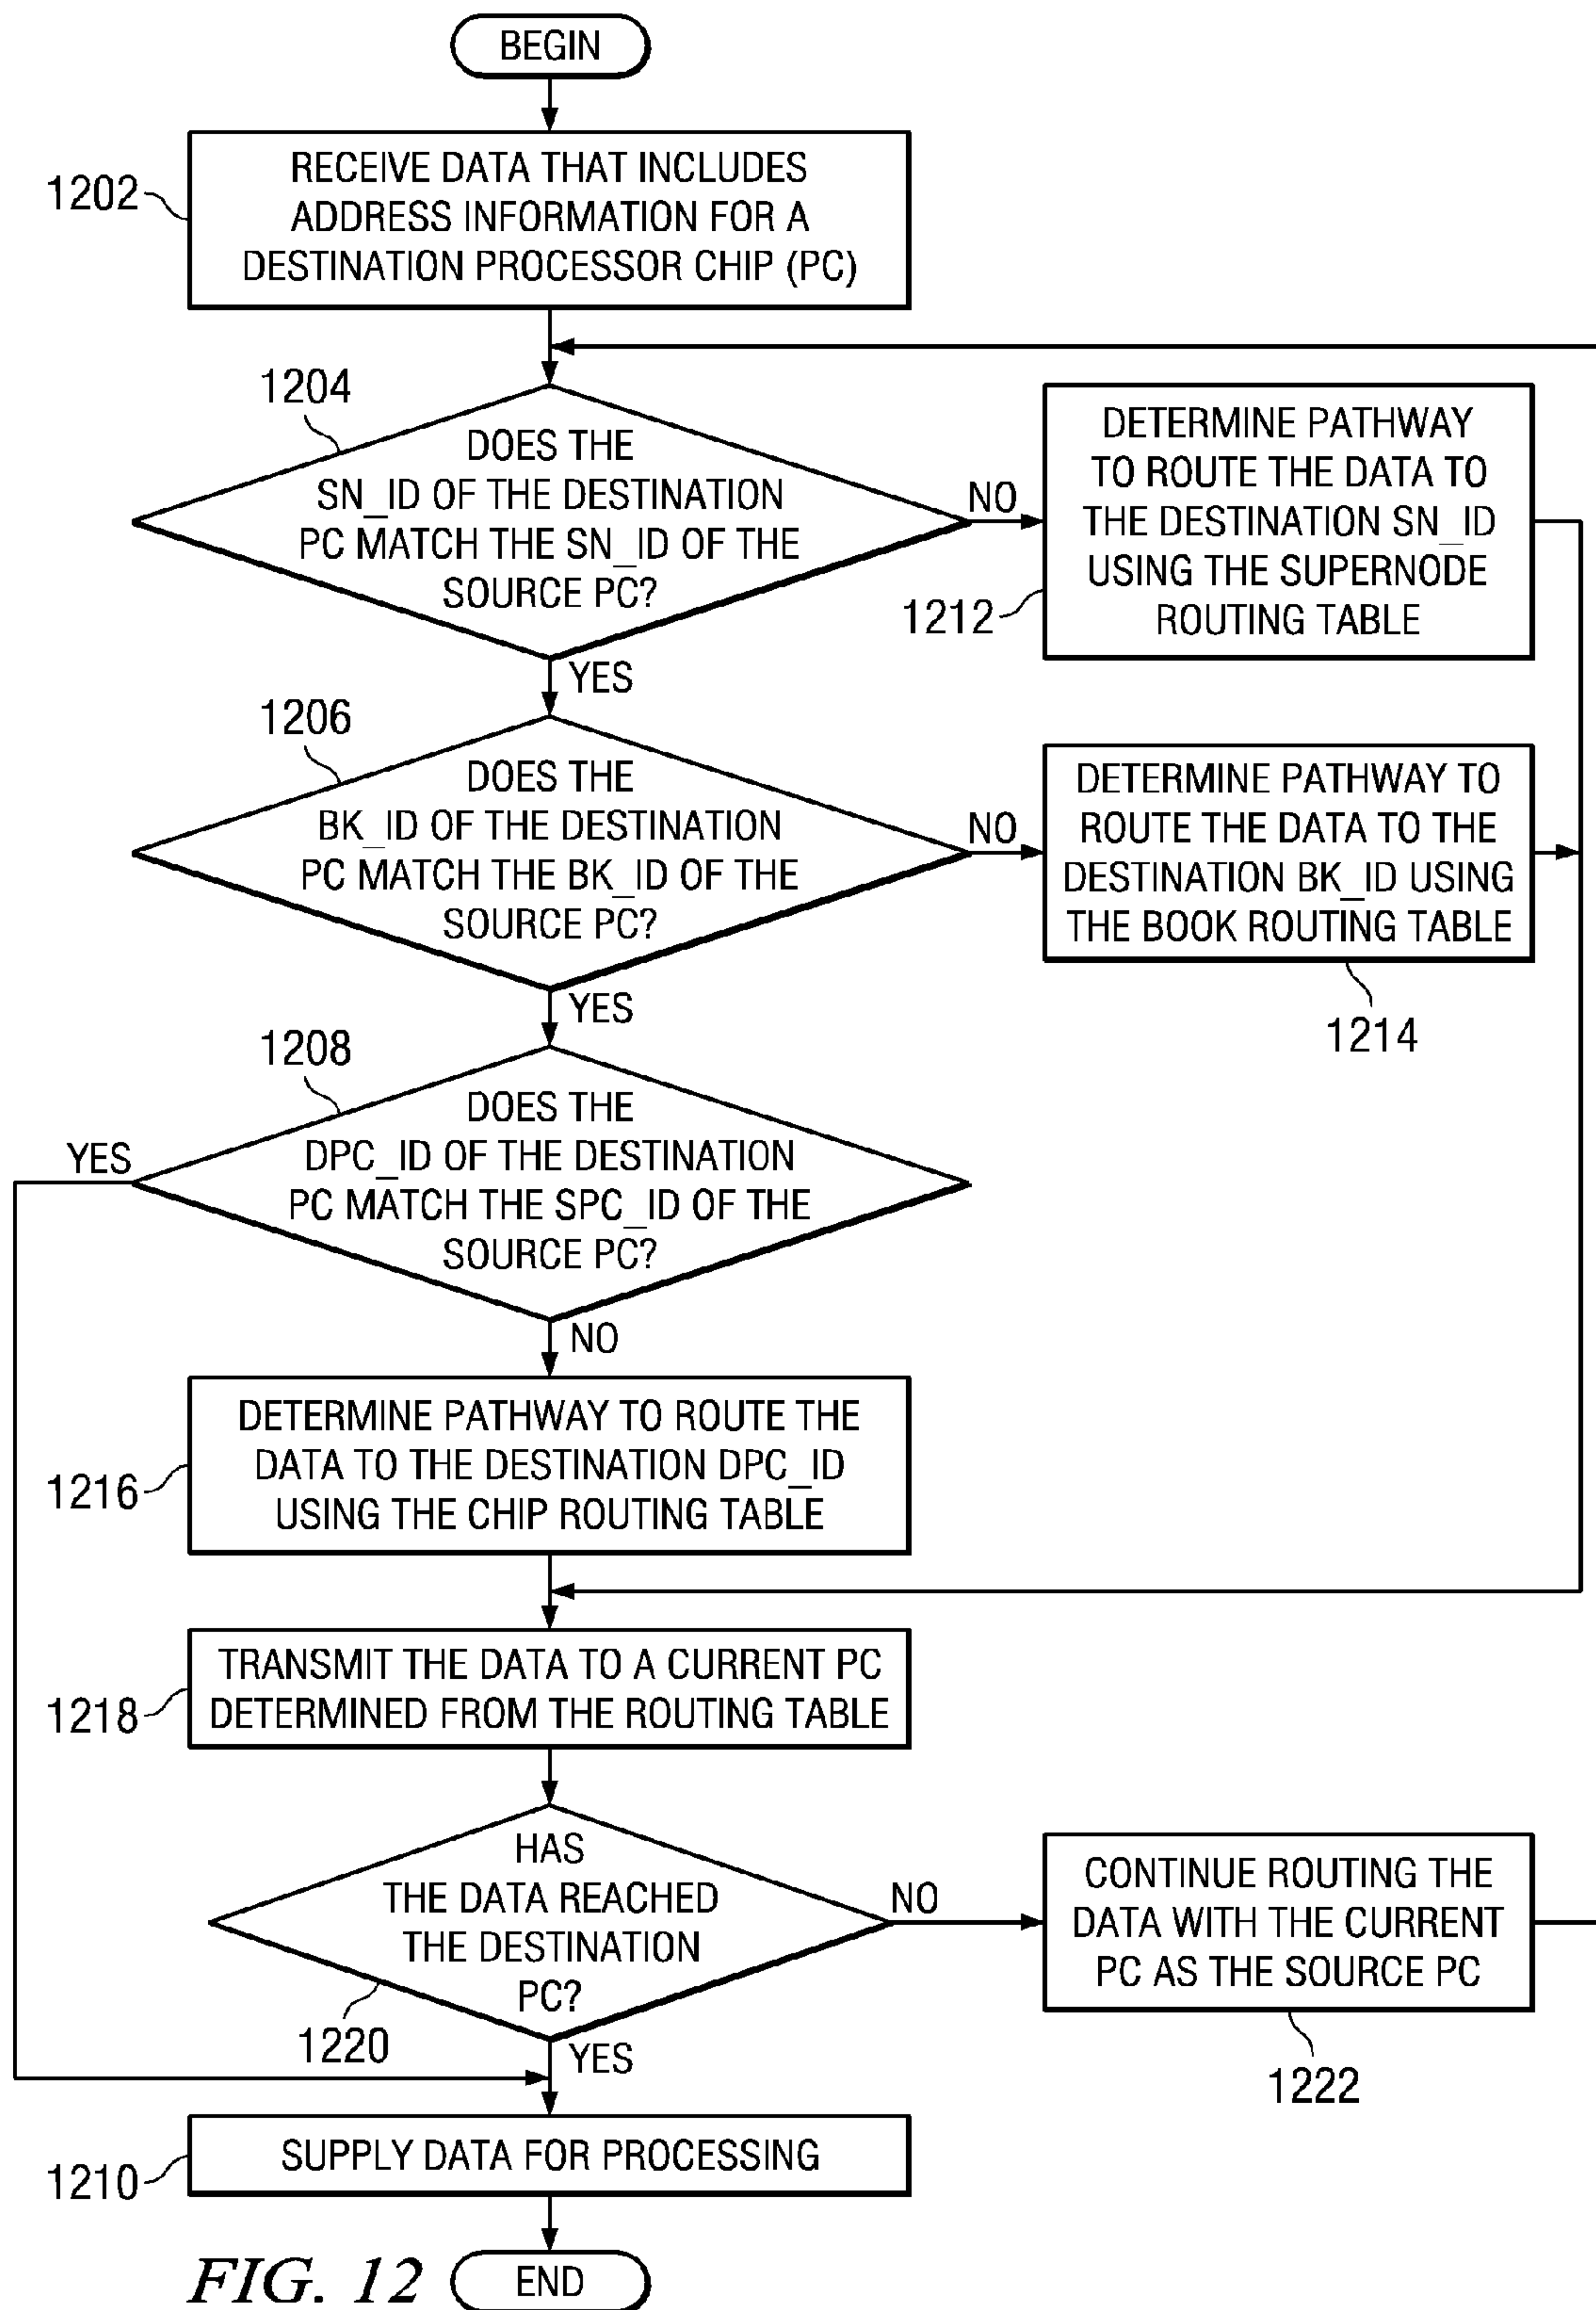 BEGIN
RECEIVE DATA THAT INCLUDES
ADDRESS INFORMATION FOR A
DESTINATION PROCESSOR CHIP (PC)
1202
1204
DOES THE
SN_ID OF THE DESTINATION
PC MATCH THE SN_ID OF THE
SOURCE PC?
NO
DETERMINE PATHWAY
TO ROUTE THE DATA TO
THE DESTINATION SN_ID
USING THE SUPERNODE
ROUTING TABLE
1212
YES
1206
DOES THE
BK_ID OF THE DESTINATION
PC MATCH THE BK_ID OF THE
SOURCE PC?
NO
DETERMINE PATHWAY TO
ROUTE THE DATA TO THE
DESTINATION BK_ID USING
THE BOOK ROUTING TABLE
1214
YES
1208
DOES THE
DPC_ID OF THE DESTINATION
PC MATCH THE SPC_ID OF THE
SOURCE PC?
YES
NO
DETERMINE PATHWAY TO ROUTE THE
DATA TO THE DESTINATION DPC_ID
USING THE CHIP ROUTING TABLE
1216
TRANSMIT THE DATA TO A CURRENT PC
DETERMINED FROM THE ROUTING TABLE
1218
HAS
THE DATA REACHED
THE DESTINATION
PC?
1220
NO
CONTINUE ROUTING THE
DATA WITH THE CURRENT
PC AS THE SOURCE PC
1222
YES
SUPPLY DATA FOR PROCESSING
1210
END
FIG. 12